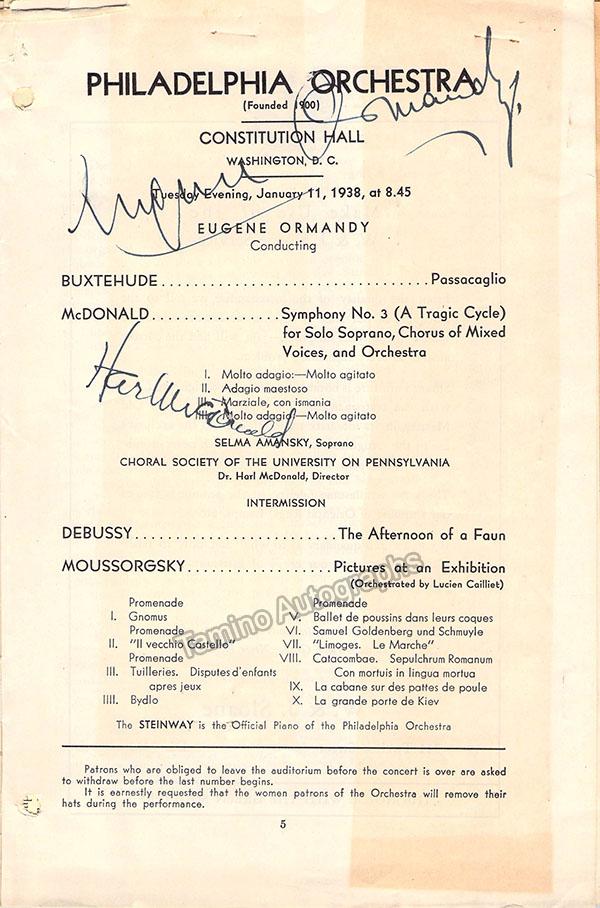 PHILADELPHIA ORCHESTRA
(Founded 1900)
Eugene Ormandy
CONSTITUTION HALL
WASHINGTON, D. C.
Tuesday Evening, January 11, 1938, at 8.45
EUGENE ORMANDY
Conducting
BUXTEHUDE............................Passacaglio
McDONALD................Symphony No. 3 (A Tragic Cycle)
for Solo Soprano, Chorus of Mixed
Voices, and Orchestra
I. Molto adagio:—Molto agitato
II. Adagio maestoso
III. Marziale, con ismania
IIII. Molto adagio—Molto agitato
Harl McDonald
SELMA AMANSKY, Soprano
CHORAL SOCIETY OF THE UNIVERSITY ON PENNSYLVANIA
Dr. Harl McDonald, Director
INTERMISSION
DEBUSSY.....................The Afternoon of a Faun
MOUSSORGSKY...............Pictures at an Exhibition
(Orchestrated by Lucien Cailliet)
Tamino Autographs
Promenade
I. Gnomus
Promenade
II. "Il vecchio Castello"
Promenade
III. Tuilleries. Disputes d'enfants
apres jeux
IIII. Bydlo
Promenade
V. Ballet de poussins dans leurs coques
VI. Samuel Goldenberg und Schmuyle
VII. "Limoges. Le Marche"
VIII. Catacombae. Sepulchrum Romanum
Con mortuis in lingua mortua
IX. La cabane sur des pattes de poule
X. La grande porte de Kiev
The STEINWAY is the Official Piano of the Philadelphia Orchestra
Patrons who are obliged to leave the auditorium before the concert is over are asked
to withdraw before the last number begins.
It is earnestly requested that the women patrons of the Orchestra will remove their
hats during the performance.
5